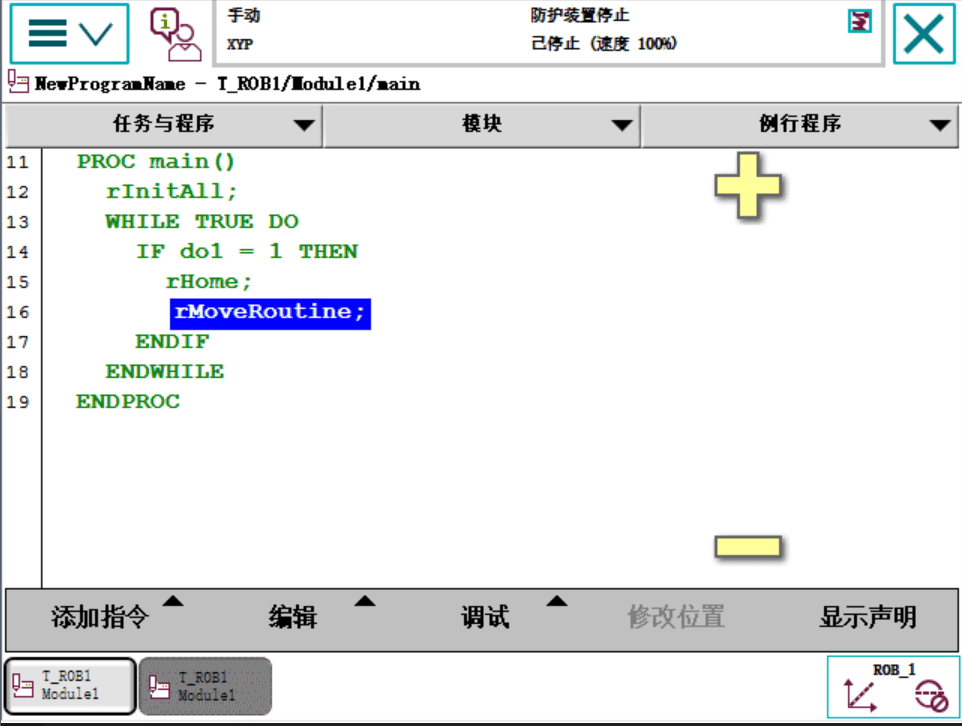 手动
XYP
防护装置停止
己停止 (速度 100%)
NewProgramName - T_ROB1/Module1/main
任务与程序
模块
例行程序
11 PROC main()
12 rInitAll;
13 WHILE TRUE DO
14 IF do1 = 1 THEN
15 rHome;
16 rMoveRoutine;
17 ENDIF
18 ENDWHILE
19 ENDPROC
添加指令
编辑
调试
修改位置
显示声明
T_ROB1
Module1
T_ROB1
Module1
ROB_1